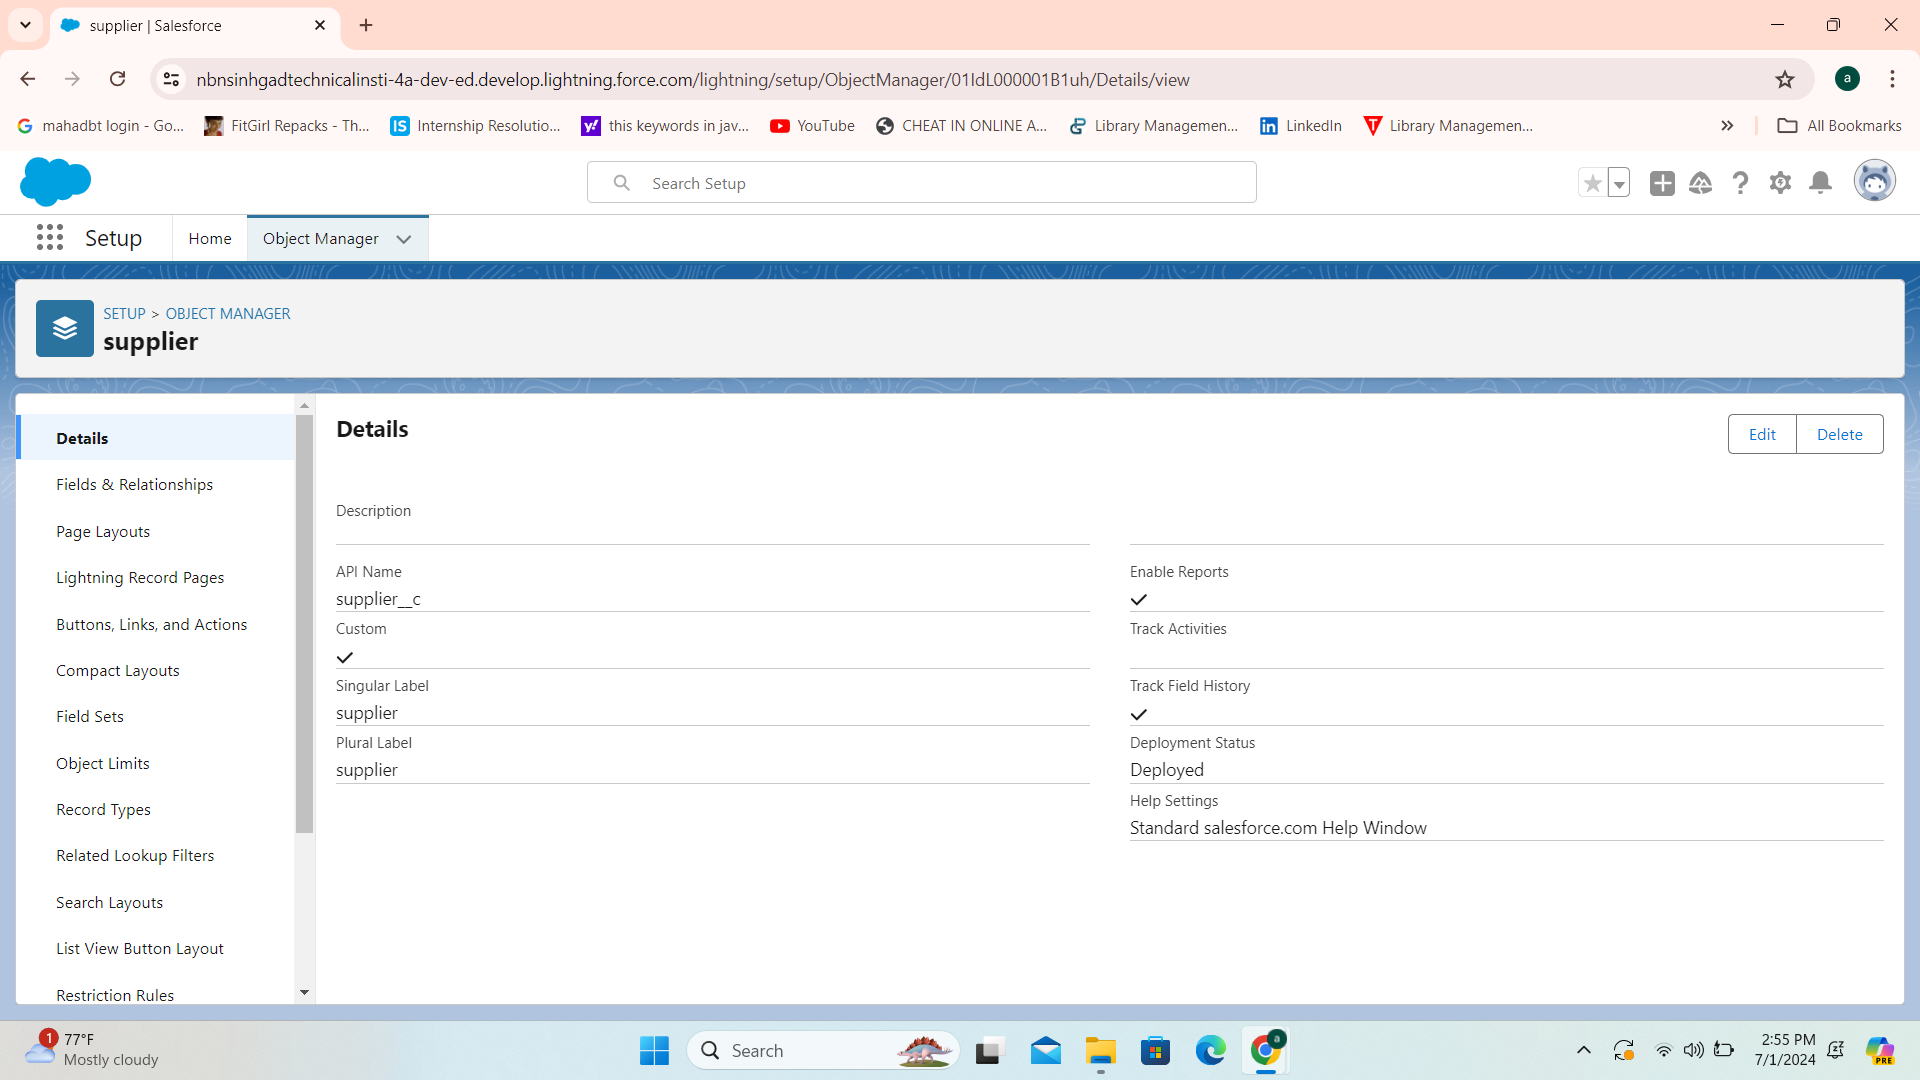 supplier | Salesforce
nbnsinhgadtechnicalinsti-4a-dev-ed.develop.lightning.force.com/lightning/setup/ObjectManager/01IdL000001B1uh/Details/view
a
mahadbt login - Go... FitGirl Repacks - Th... Internship Resolutio... this keywords in jav... YouTube CHEAT IN ONLINE A... Library Managemen... LinkedIn Library Managemen... All Bookmarks
Search Setup
Setup Home Object Manager
SETUP > OBJECT MANAGER
supplier
Details
Fields & Relationships
Page Layouts
Lightning Record Pages
Buttons, Links, and Actions
Compact Layouts
Field Sets
Object Limits
Record Types
Related Lookup Filters
Search Layouts
List View Button Layout
Restriction Rules
Details
Edit Delete
Description
API Name
supplier__c
Custom
Singular Label
supplier
Plural Label
supplier
Enable Reports
Track Activities
Track Field History
Deployment Status
Deployed
Help Settings
Standard salesforce.com Help Window
1
77°F
Mostly cloudy
Search
a
2:55 PM
7/1/2024
PRE